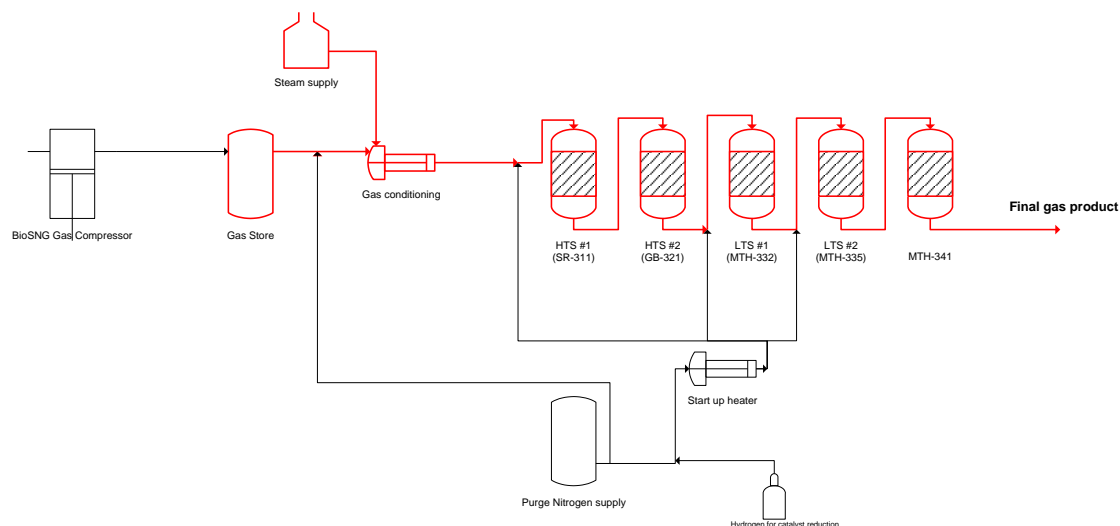 Steam supply
BioSNG Gas Compressor
Gas Store
Gas conditioning
HTS #1
(SR-311)
HTS #2
(GB-321)
LTS #1
(MTH-332)
LTS #2
(MTH-335)
MTH-341
Final gas product
Start up heater
Purge Nitrogen supply
Hydrogen for catalyst reduction